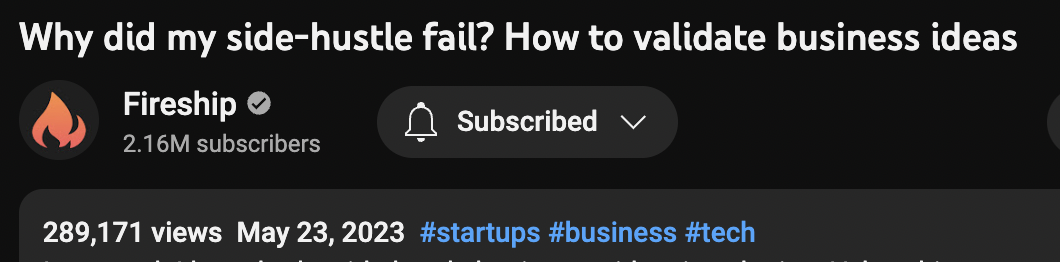 Why did my side-hustle fail? How to validate business ideas
Fireship
2.16M subscribers
Subscribed
289,171 views May 23, 2023 #startups #business #tech